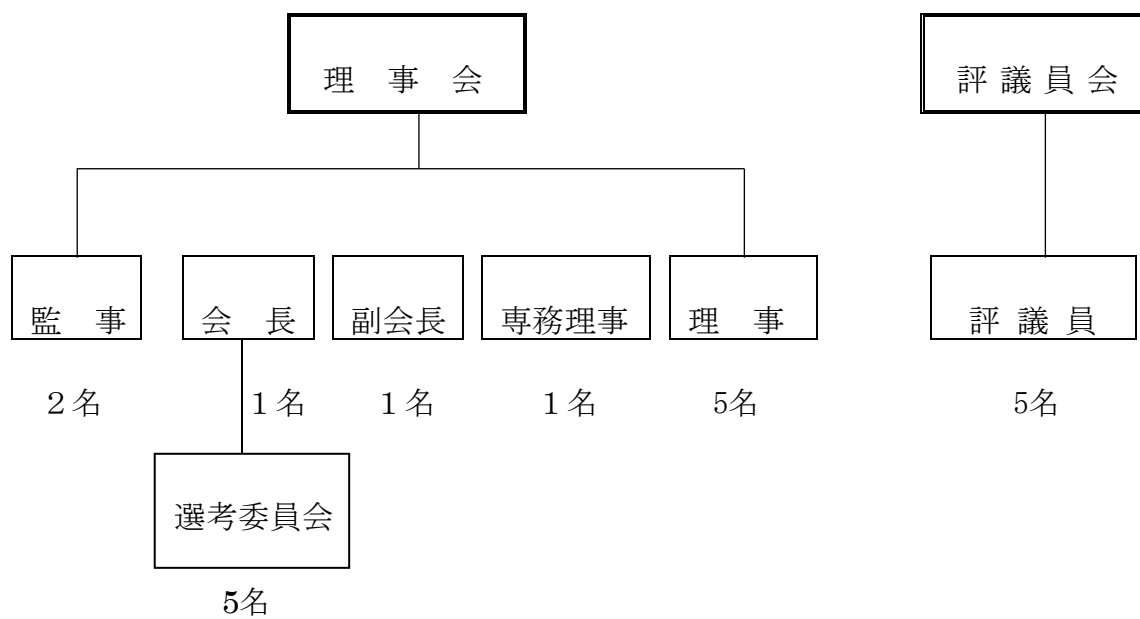 理　事　会
評 議 員 会
監　事
会　長
副会長
専務理事
理　事
評 議 員
２名
１名
１名
１名
5名
5名
選考委員会
5名